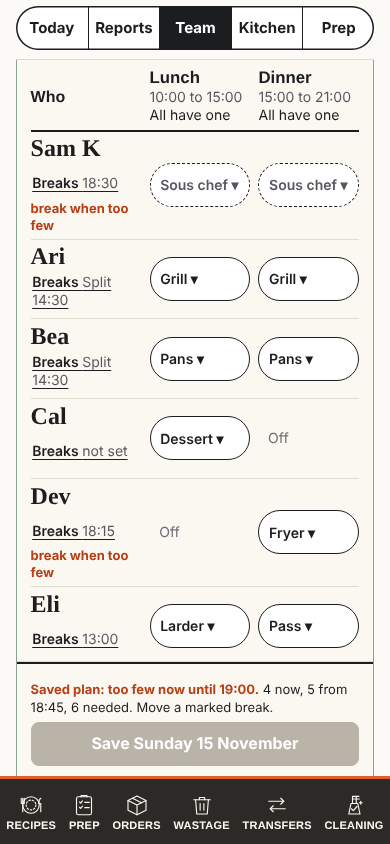 Today Reports Team Kitchen Prep
Who
Lunch
10:00 to 15:00
All have one
Dinner
15:00 to 21:00
All have one
Sam K
Breaks 18:30
break when too
few
Sous chef ▾
Sous chef ▾
Ari
Breaks Split
14:30
Grill ▾
Grill ▾
Bea
Breaks Split
14:30
Pans ▾
Pans ▾
Cal
Breaks not set
Dessert ▾
Off
Dev
Breaks 18:15
break when too
few
Off
Fryer ▾
Eli
Breaks 13:00
Larder ▾
Pass ▾
Saved plan: too few now until 19:00. 4 now, 5 from
18:45, 6 needed. Move a marked break.
Save Sunday 15 November
RECIPES PREP ORDERS WASTAGE TRANSFERS CLEANING